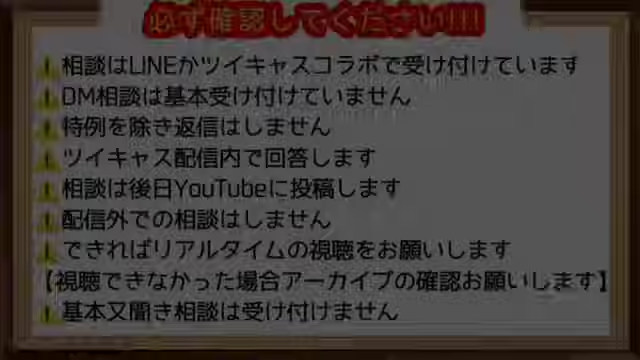 必ず確認してください!!!!
相談はLINEかツイキャスコラボで受け付けています
DM相談は基本受け付けていません
特例を除き返信はしません
ツイキャス配信内で回答します
相談は後日YouTubeに投稿します
配信外での相談はしません
できればリアルタイムの視聴をお願いします
【視聴できなかった場合アーカイブの確認お願いします】
基本又聞き相談は受け付けません